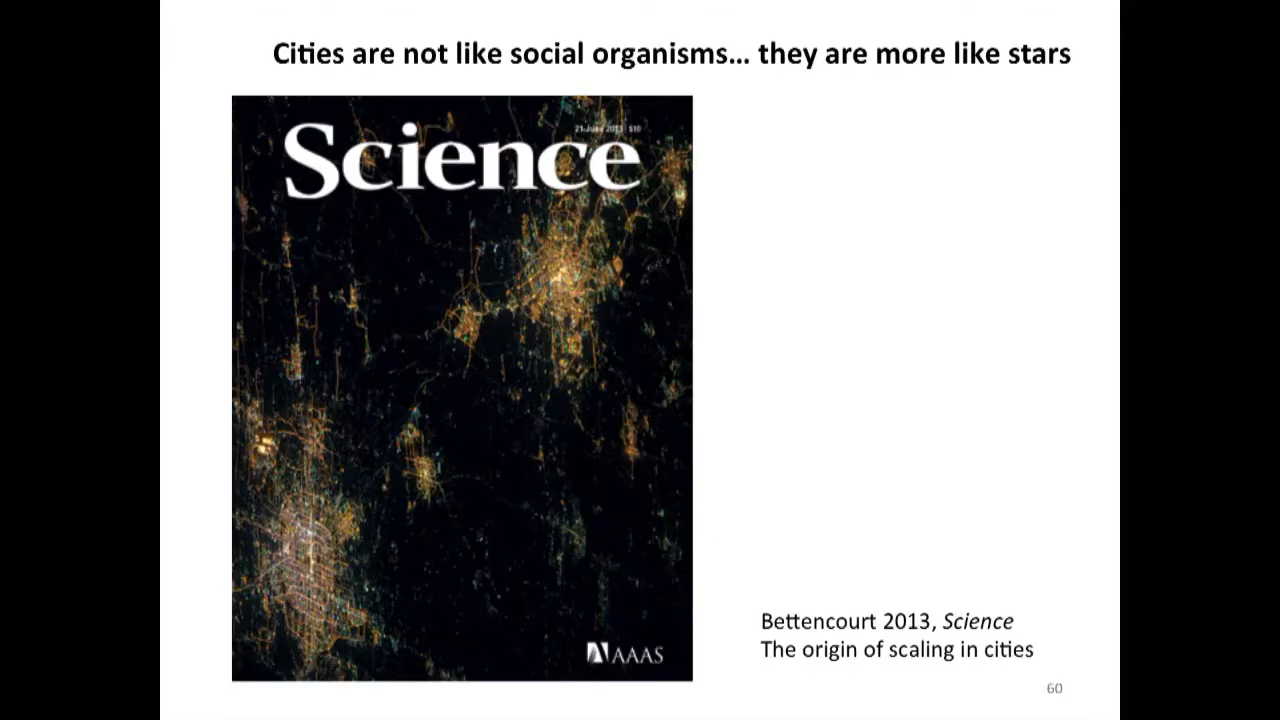 Cities are not like social organisms... they are more like stars
21 June 2013 $10
Science
AAAS
Bettencourt 2013, Science
The origin of scaling in cities
60